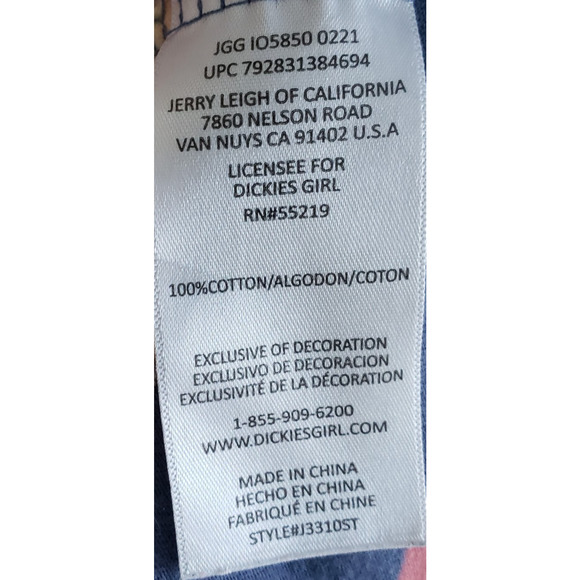 JGG IO5850 0221
UPC 792831384694
JERRY LEIGH OF CALIFORNIA
7860 NELSON ROAD
VAN NUYS CA 91402 U.S.A
LICENSEE FOR
DICKIES GIRL
RN#55219
100%COTTON/ALGODON/COTON
EXCLUSIVE OF DECORATION
EXCLUSIVO DE DECORACION
EXCLUSIVITÉ DE LA DÉCORATION
1-855-909-6200
WWW.DICKIESGIRL.COM
MADE IN CHINA
HECHO EN CHINA
FABRIQUÉ EN CHINE
STYLE#J3310ST